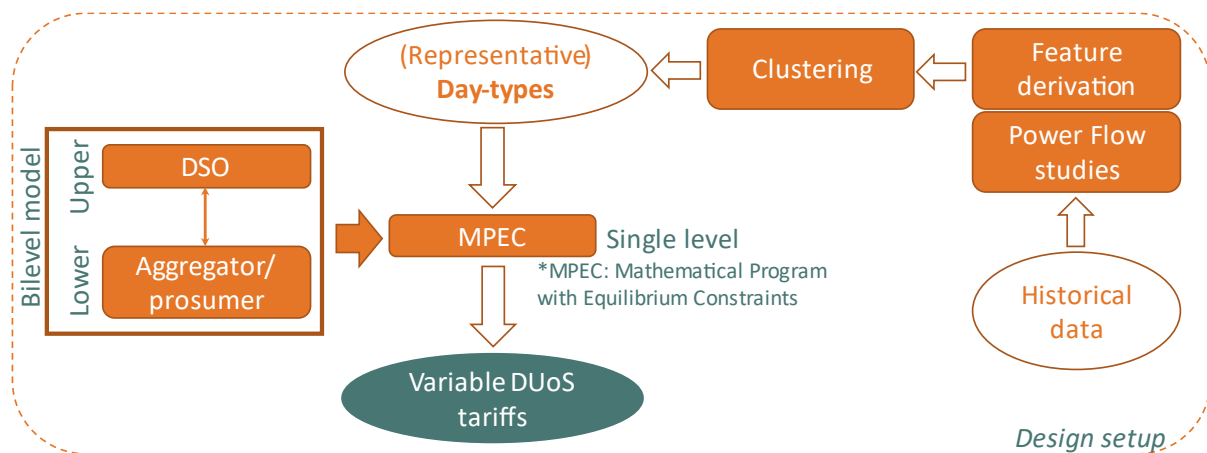 (Representative)
Day-types
Clustering
Feature
derivation
Power Flow
studies
Historical
data
Bilevel model
Upper
Lower
DSO
Aggregator/
prosumer
MPEC
Single level
*MPEC: Mathematical Program
with Equilibrium Constraints
Variable DUoS
tariffs
Design setup